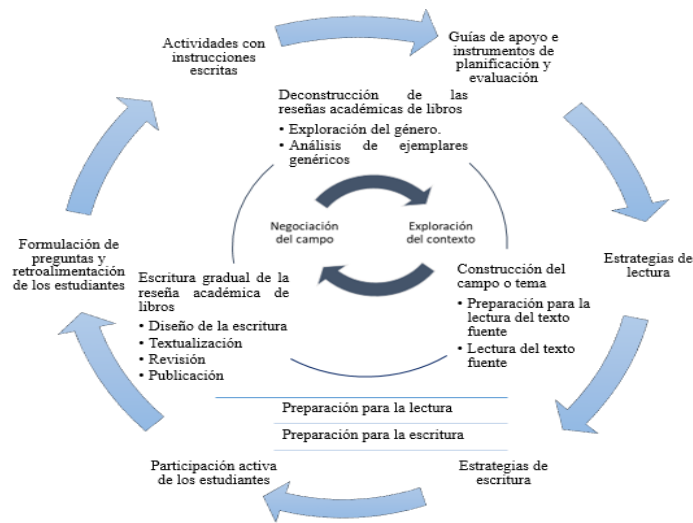 Actividades con
instrucciones
escritas
Guías de apoyo e
instrumentos de
planificación y
evaluación
Deconstrucción de las
reseñas académicas de libros
• Exploración del género.
• Análisis de ejemplares
genéricos
Negociación
del campo
Exploración
del contexto
Formulación de
preguntas y
retroalimentación
de los estudiantes
Estrategias de
lectura
Escritura gradual de la
reseña académica de
libros
• Diseño de la escritura
• Textualización
• Revisión
• Publicación
Construcción del
campo o tema
• Preparación para la
lectura del texto
fuente
• Lectura del texto
fuente
Preparación para la lectura
Preparación para la escritura
Participación activa
de los estudiantes
Estrategias de
escritura